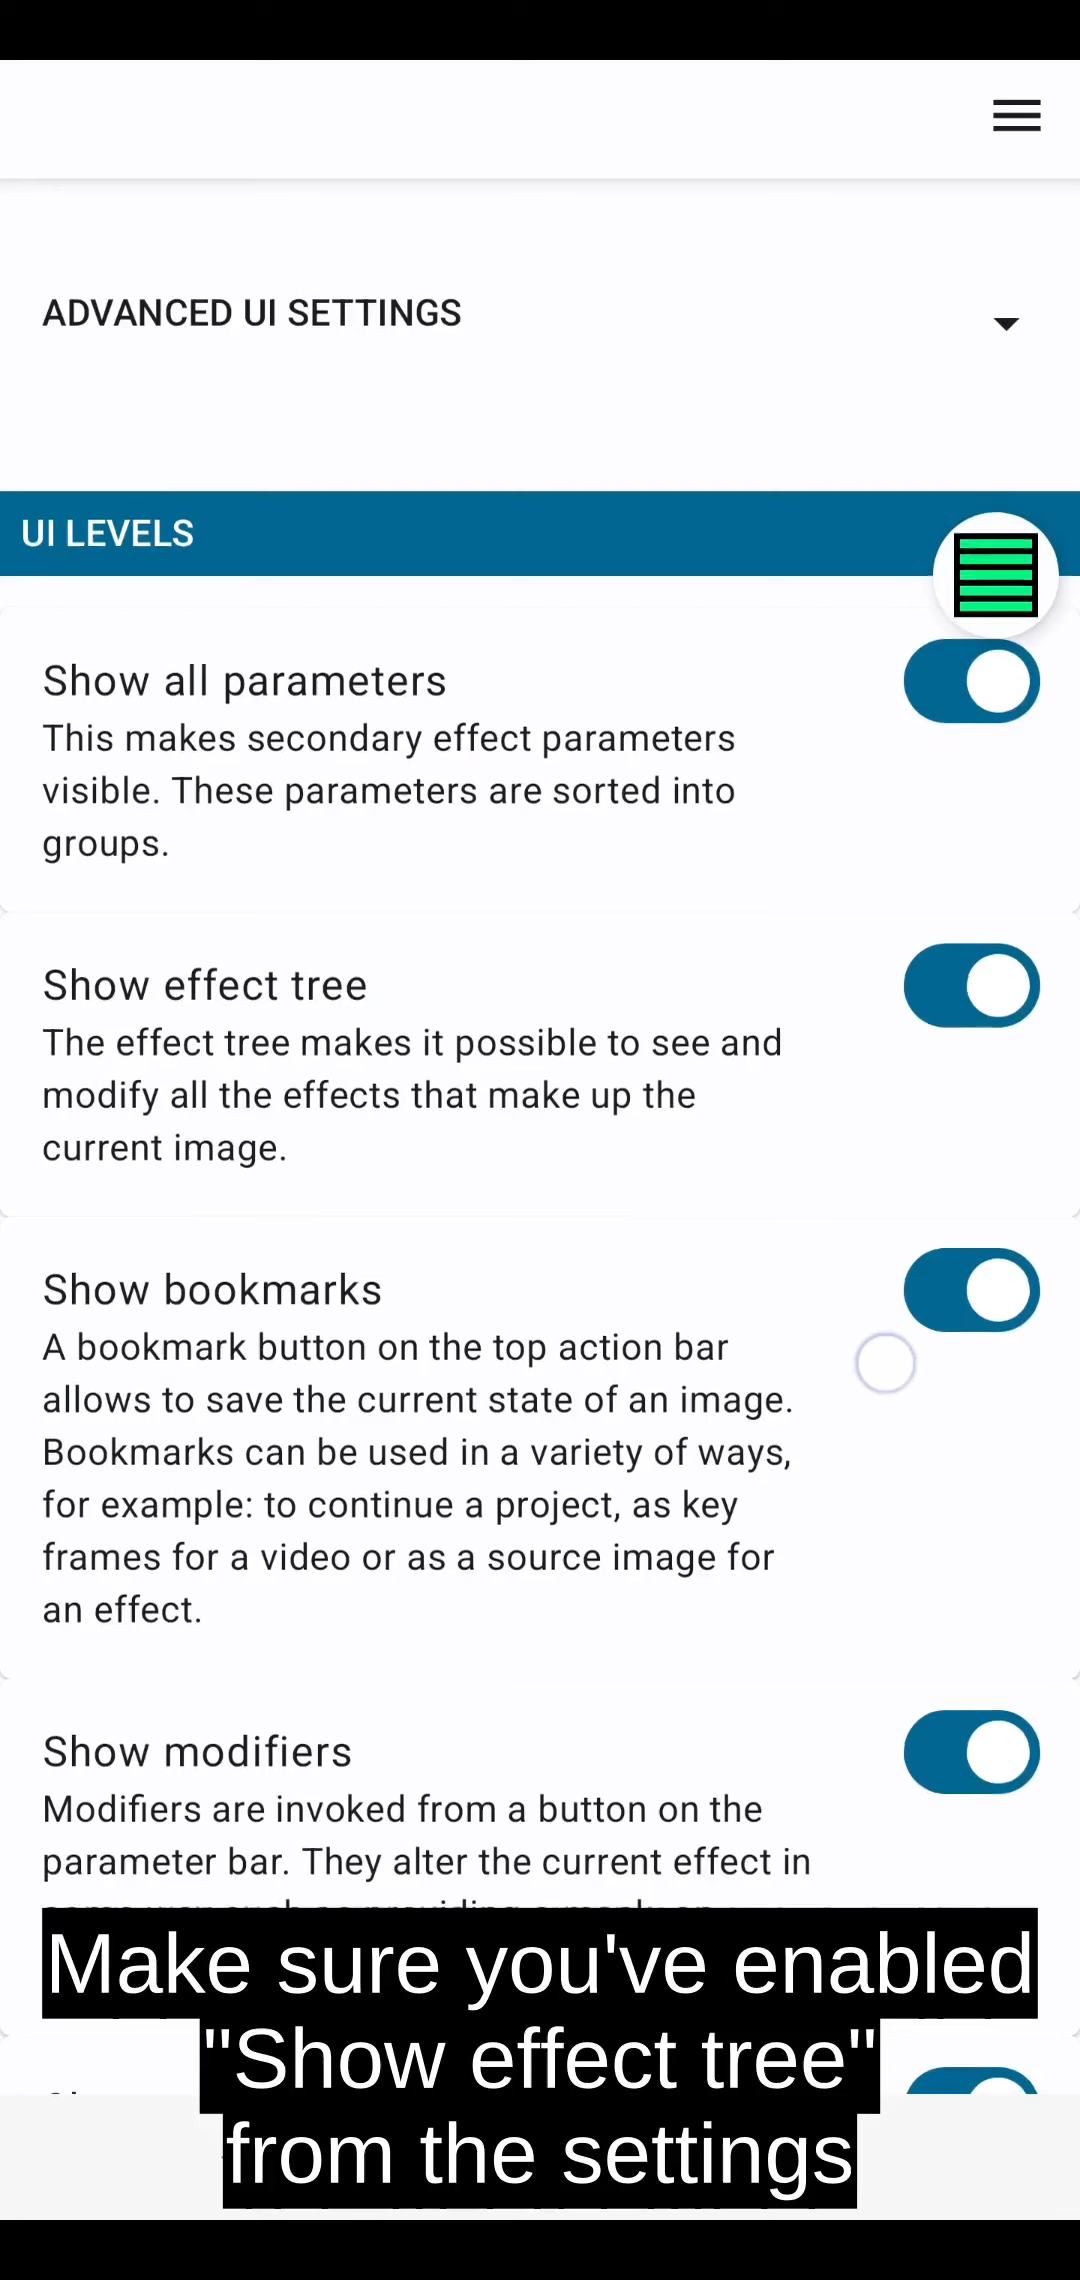 ADVANCED UI SETTINGS
UI LEVELS
Show all parameters
This makes secondary effect parameters
visible. These parameters are sorted into
groups.
Show effect tree
The effect tree makes it possible to see and
modify all the effects that make up the
current image.
Show bookmarks
A bookmark button on the top action bar
allows to save the current state of an image.
Bookmarks can be used in a variety of ways,
for example: to continue a project, as key
frames for a video or as a source image for
an effect.
Show modifiers
Modifiers are invoked from a button on the
parameter bar. They alter the current effect in
Make sure you've enabled
"Show effect tree"
from the settings